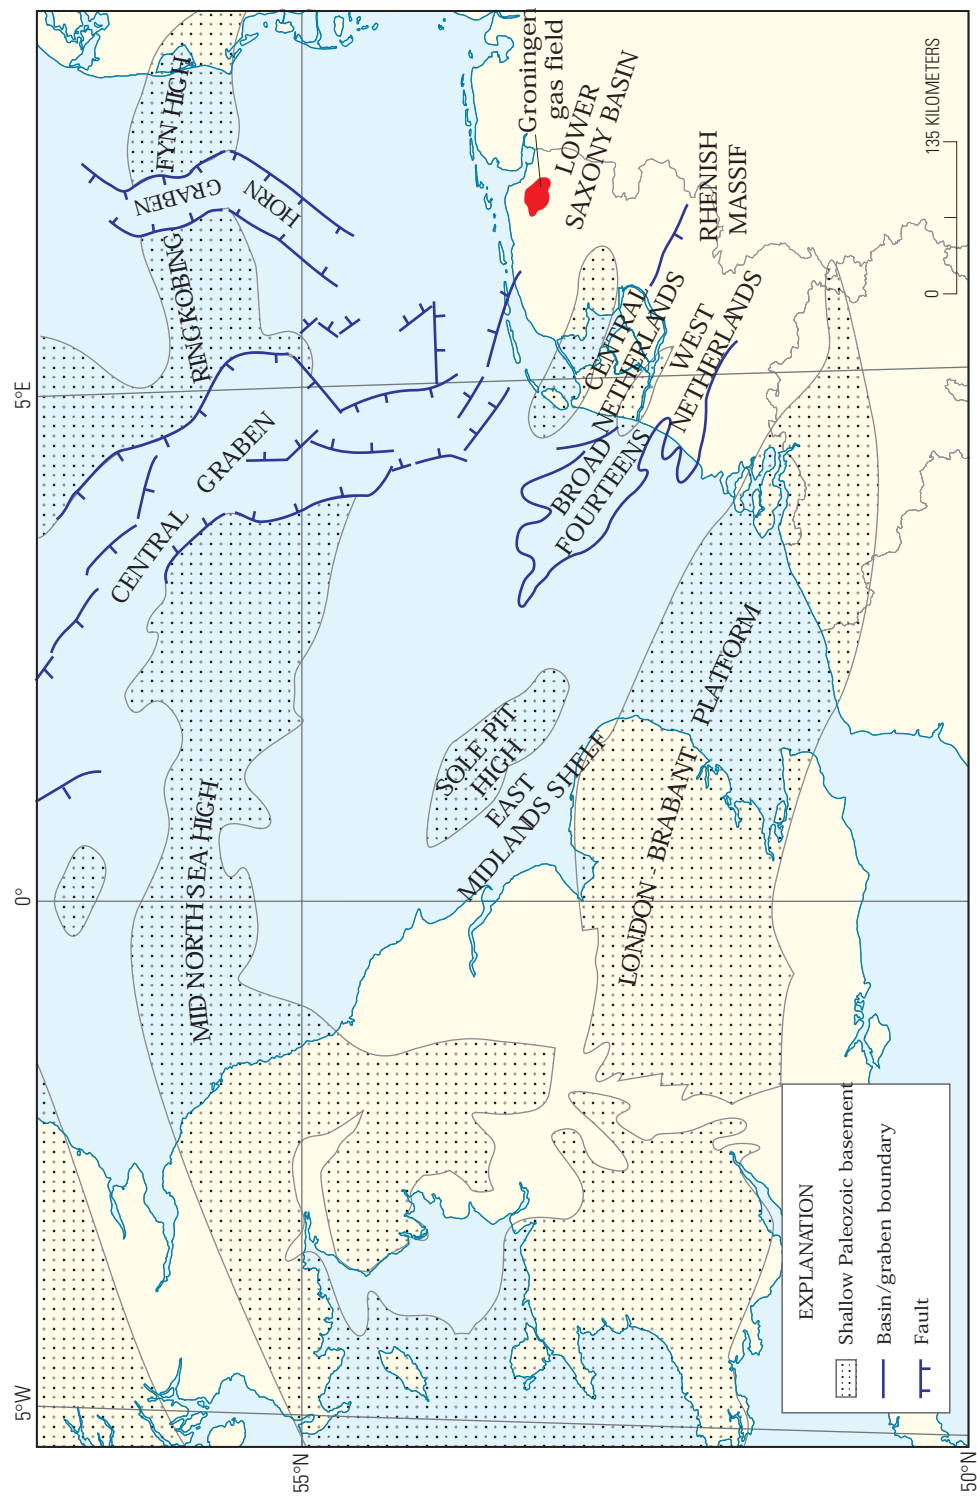 5°W
0°
5°E
55°N
50°N
FYN HIGH
HORN
GRABEN
RINGKOBING
CENTRAL
GRABEN
MID NORTH SEA HIGH
Groningen
gas field
LOWER
SAXONY BASIN
RHENISH
MASSIF
CENTRAL
NETHERLANDS
WEST
NETHERLANDS
BROAD
FOURTEENS
SOLE PIT
HIGH
EAST
MIDLANDS SHELF
LONDON - BRABANT
PLATFORM
0
135 KILOMETERS
EXPLANATION
Shallow Paleozoic basement
Basin/graben boundary
Fault